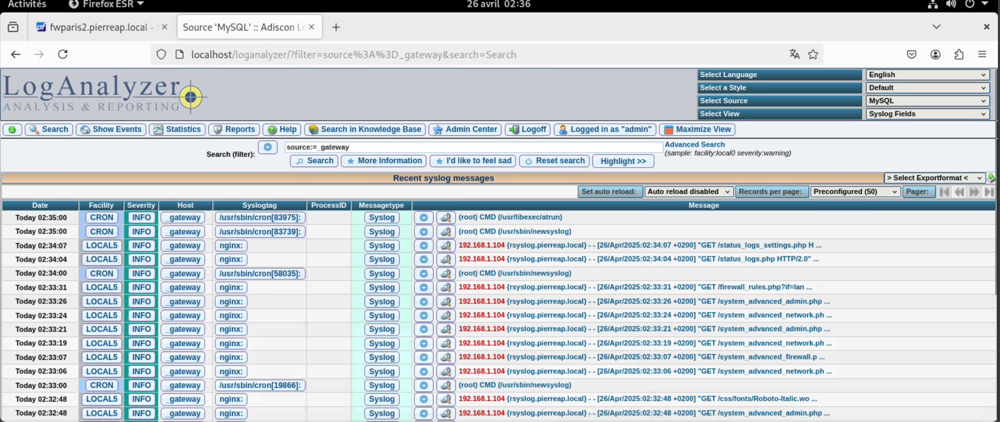 Activités Firefox ESR 26 avril 02:36
fwparis2.pierreap.local - Source 'MySQL' :: Adiscon Lo
localhost/loganalyzer/?filter=source%3A%3D_gateway&search=Search
LogAnalyzer
ANALYSIS & REPORTING
Select Language English
Select a Style Default
Select Source MySQL
Select View Syslog Fields
Search Show Events Statistics Reports Help Search in Knowledge Base Admin Center Logoff Logged in as "admin" Maximize View
Search (filter): source:=_gateway Advanced Search
(sample: facility:local0 severity:warning)
Search More Information I'd like to feel sad Reset search Highlight >>
Recent syslog messages > Select Exportformat <
Set auto reload: Auto reload disabled Records per page: Preconfigured (50) Pager:
Date Facility Severity Host Syslogtag ProcessID Messagetype Message
Today 02:35:00 CRON INFO _gateway /usr/sbin/cron[83975]: Syslog (root) CMD (/usr/libexec/atrun)
Today 02:35:00 CRON INFO _gateway /usr/sbin/cron[83739]: Syslog (root) CMD (/usr/sbin/newsyslog)
Today 02:34:07 LOCAL5 INFO _gateway nginx: Syslog 192.168.1.104 {rsyslog.pierreap.local} - - [26/Apr/2025:02:34:07 +0200] "GET /status_logs_settings.php H ...
Today 02:34:04 LOCAL5 INFO _gateway nginx: Syslog 192.168.1.104 {rsyslog.pierreap.local} - - [26/Apr/2025:02:34:04 +0200] "GET /status_logs.php HTTP/2.0" ...
Today 02:34:00 CRON INFO _gateway /usr/sbin/cron[58035]: Syslog (root) CMD (/usr/sbin/newsyslog)
Today 02:33:31 LOCAL5 INFO _gateway nginx: Syslog 192.168.1.104 {rsyslog.pierreap.local} - - [26/Apr/2025:02:33:31 +0200] "GET /firewall_rules.php?if=lan ...
Today 02:33:26 LOCAL5 INFO _gateway nginx: Syslog 192.168.1.104 {rsyslog.pierreap.local} - - [26/Apr/2025:02:33:26 +0200] "GET /system_advanced_admin.php ...
Today 02:33:24 LOCAL5 INFO _gateway nginx: Syslog 192.168.1.104 {rsyslog.pierreap.local} - - [26/Apr/2025:02:33:24 +0200] "GET /system_advanced_network.ph ...
Today 02:33:21 LOCAL5 INFO _gateway nginx: Syslog 192.168.1.104 {rsyslog.pierreap.local} - - [26/Apr/2025:02:33:21 +0200] "GET /system_advanced_admin.php ...
Today 02:33:19 LOCAL5 INFO _gateway nginx: Syslog 192.168.1.104 {rsyslog.pierreap.local} - - [26/Apr/2025:02:33:19 +0200] "GET /system_advanced_network.ph ...
Today 02:33:07 LOCAL5 INFO _gateway nginx: Syslog 192.168.1.104 {rsyslog.pierreap.local} - - [26/Apr/2025:02:33:07 +0200] "GET /system_advanced_firewall.p ...
Today 02:33:06 LOCAL5 INFO _gateway nginx: Syslog 192.168.1.104 {rsyslog.pierreap.local} - - [26/Apr/2025:02:33:06 +0200] "GET /system_advanced_network.ph ...
Today 02:33:00 CRON INFO _gateway /usr/sbin/cron[19866]: Syslog (root) CMD (/usr/sbin/newsyslog)
Today 02:32:48 LOCAL5 INFO _gateway nginx: Syslog 192.168.1.104 {rsyslog.pierreap.local} - - [26/Apr/2025:02:32:48 +0200] "GET /css/fonts/Roboto-Italic.wo ...
Today 02:32:48 LOCAL5 INFO _gateway nginx: Syslog 192.168.1.104 {rsyslog.pierreap.local} - - [26/Apr/2025:02:32:48 +0200] "GET /system_advanced_admin.php ...